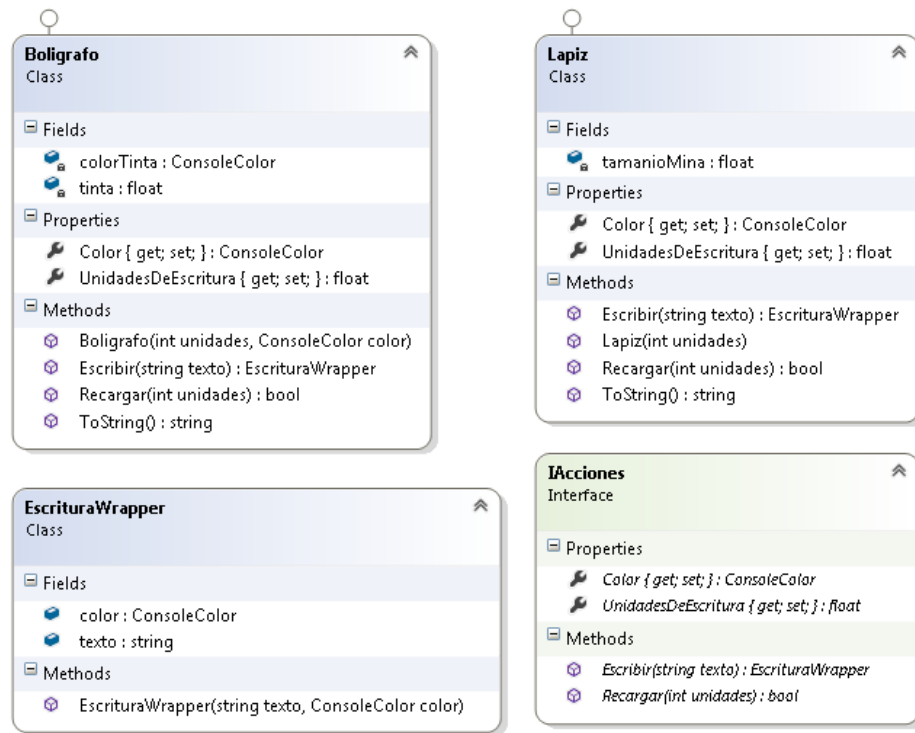 Boligrafo
Class
Fields
colorTinta : ConsoleColor
tinta : float
Properties
Color { get; set; } : ConsoleColor
UnidadesDeEscritura { get; set; } : float
Methods
Boligrafo(int unidades, ConsoleColor color)
Escribir(string texto) : EscrituraWrapper
Recargar(int unidades) : bool
ToString() : string
Lapiz
Class
Fields
tamanioMina : float
Properties
Color { get; set; } : ConsoleColor
UnidadesDeEscritura { get; set; } : float
Methods
Escribir(string texto) : EscrituraWrapper
Lapiz(int unidades)
Recargar(int unidades) : bool
ToString() : string
EscrituraWrapper
Class
Fields
color : ConsoleColor
texto : string
Methods
EscrituraWrapper(string texto, ConsoleColor color)
IAcciones
Interface
Properties
Color { get; set; } : ConsoleColor
UnidadesDeEscritura { get; set; } : float
Methods
Escribir(string texto) : EscrituraWrapper
Recargar(int unidades) : bool